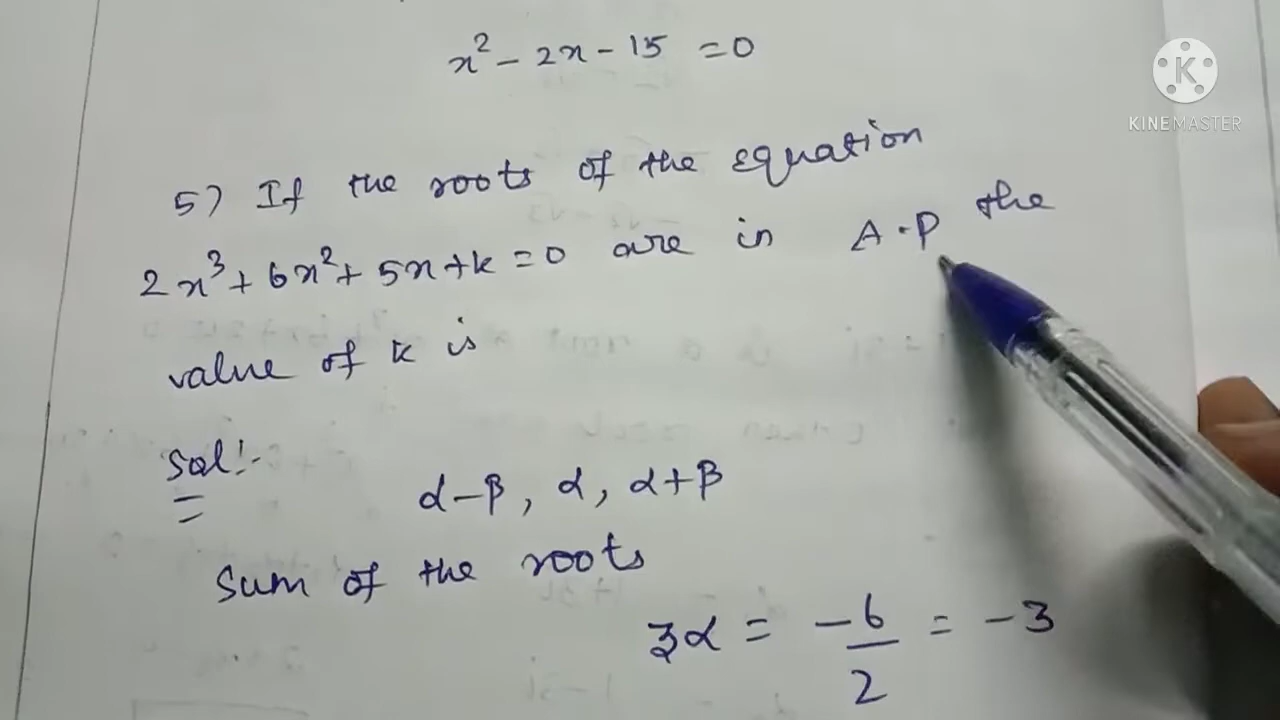 x² - 2x - 15 = 0
K
KINEMASTER
5) If the roots of the equation
2x³ + 6x² + 5x + k = 0 are in A.P the
value of k is
Sol:-
α-β, α, α+β
Sum of the roots
3α = -6/2 = -3